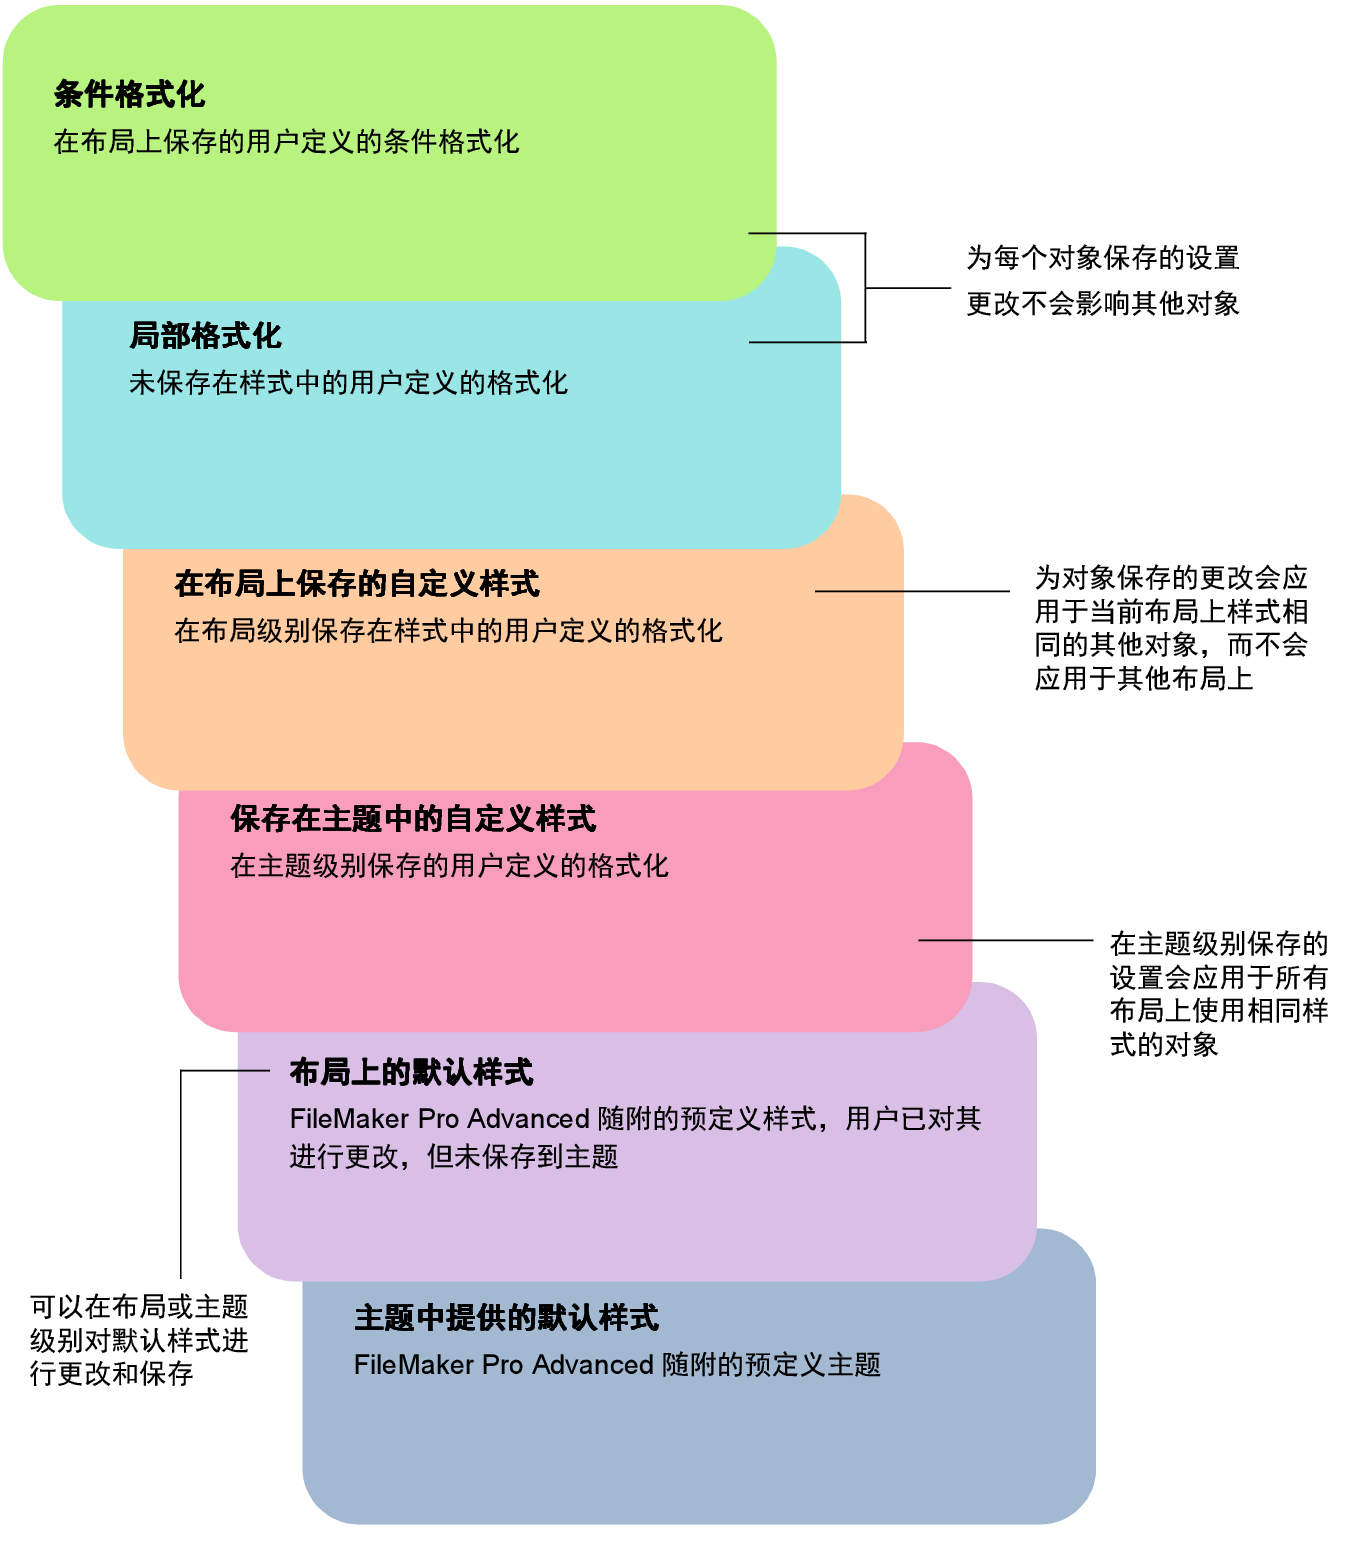 条件格式化
在布局上保存的用户定义的条件格式化
为每个对象保存的设置
更改不会影响其他对象
局部格式化
未保存在样式中的用户定义的格式化
在布局上保存的自定义样式
在布局级别保存在样式中的用户定义的格式化
为对象保存的更改会应
用于当前布局上样式相
同的其他对象，而不会
应用于其他布局上
保存在主题中的自定义样式
在主题级别保存的用户定义的格式化
在主题级别保存的
设置会应用于所有
布局上使用相同样
式的对象
布局上的默认样式
FileMaker Pro Advanced 随附的预定义样式，用户已对其
进行更改，但未保存到主题
可以在布局或主题
级别对默认样式进
行更改和保存
主题中提供的默认样式
FileMaker Pro Advanced 随附的预定义主题